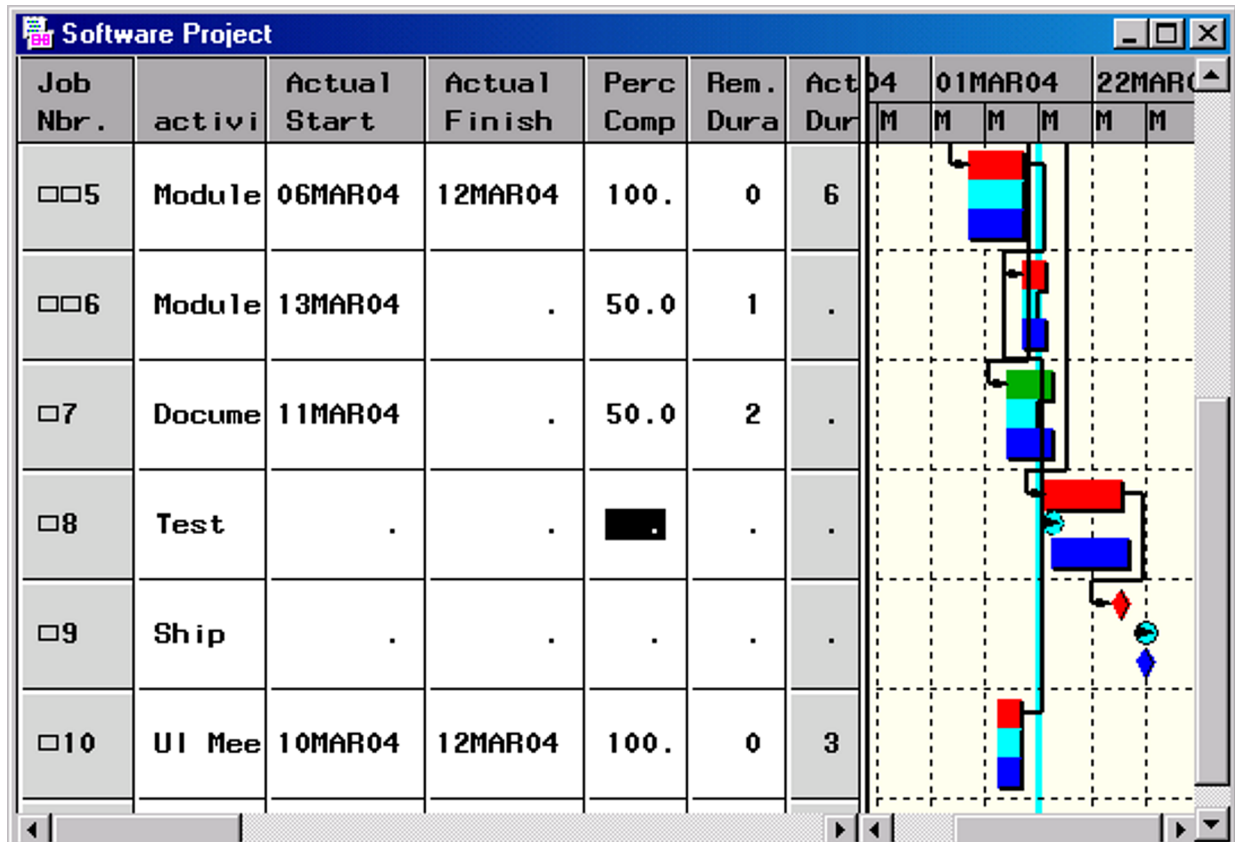 Software Project
Job Nbr. activi Actual Start Actual Finish Perc Comp Rem. Dura Act Dur 04 01MAR04 22MAR0
M M M M M M
□□5 Module 06MAR04 12MAR04 100. 0 6
□□6 Module 13MAR04 . 50.0 1 .
□7 Docume 11MAR04 . 50.0 2 .
□8 Test . . . . .
□9 Ship . . . . .
□10 UI Mee 10MAR04 12MAR04 100. 0 3